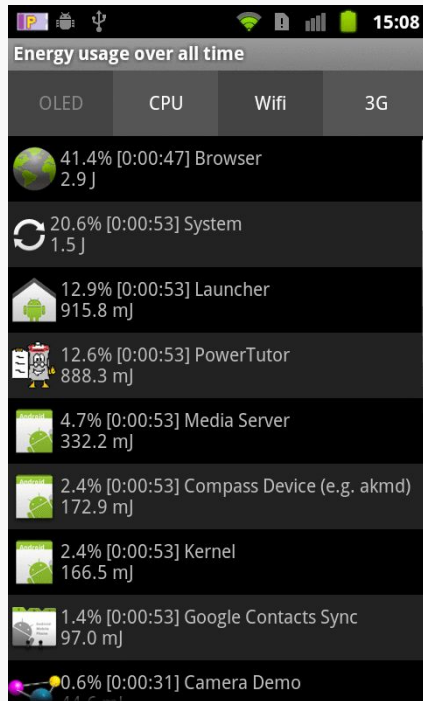 15:08
Energy usage over all time
OLED CPU Wifi 3G
41.4% [0:00:47] Browser
2.9 J
20.6% [0:00:53] System
1.5 J
12.9% [0:00:53] Launcher
915.8 mJ
12.6% [0:00:53] PowerTutor
888.3 mJ
4.7% [0:00:53] Media Server
332.2 mJ
2.4% [0:00:53] Compass Device (e.g. akmd)
172.9 mJ
2.4% [0:00:53] Kernel
166.5 mJ
1.4% [0:00:53] Google Contacts Sync
97.0 mJ
0.6% [0:00:31] Camera Demo